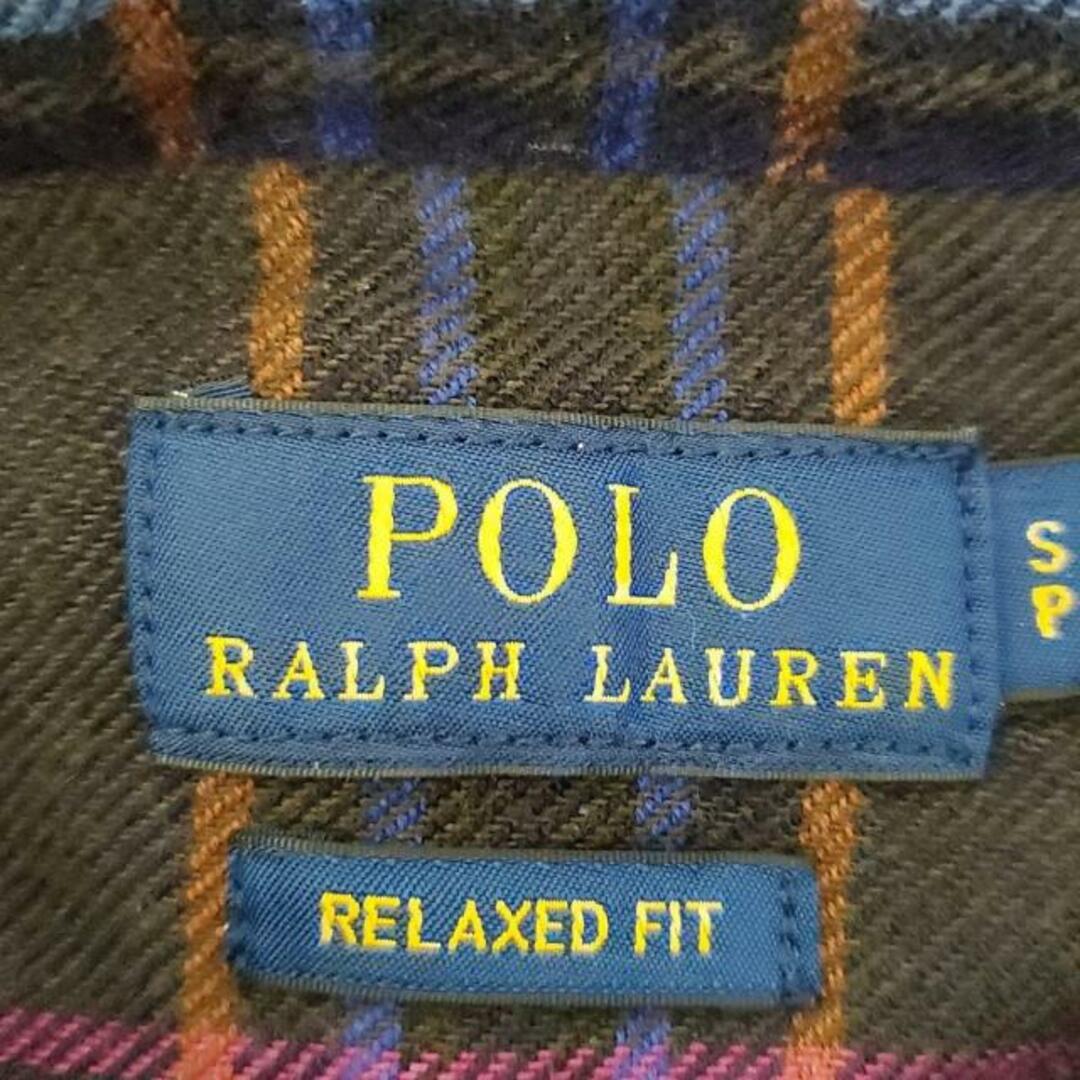 POLO
RALPH LAUREN
S
P
RELAXED FIT